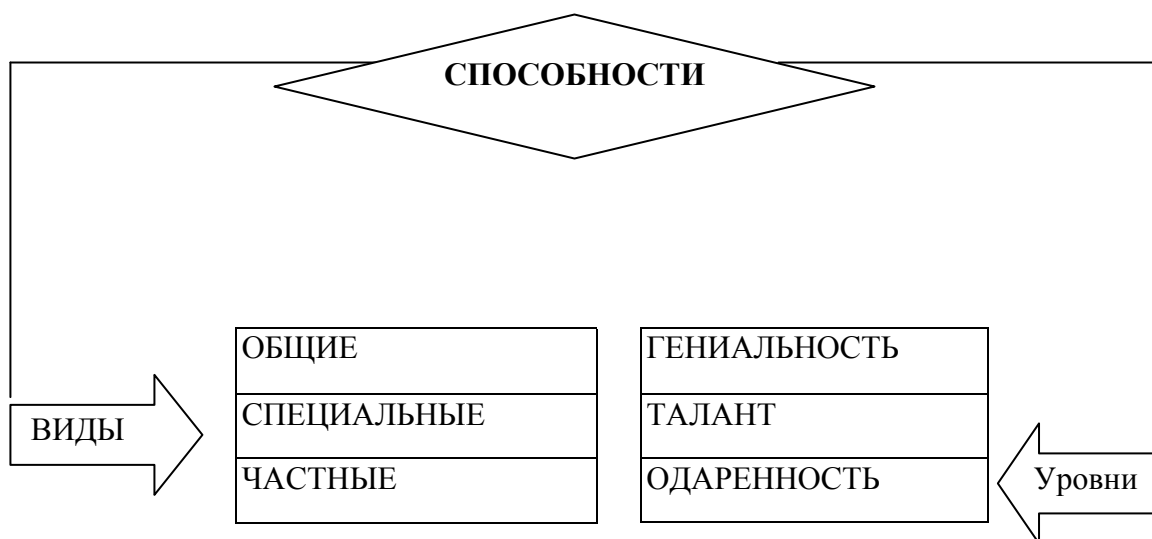 СПОСОБНОСТИ
ОБЩИЕ
ГЕНИАЛЬНОСТЬ
ВИДЫ
СПЕЦИАЛЬНЫЕ
ТАЛАНТ
ЧАСТНЫЕ
ОДАРЕННОСТЬ
Уровни